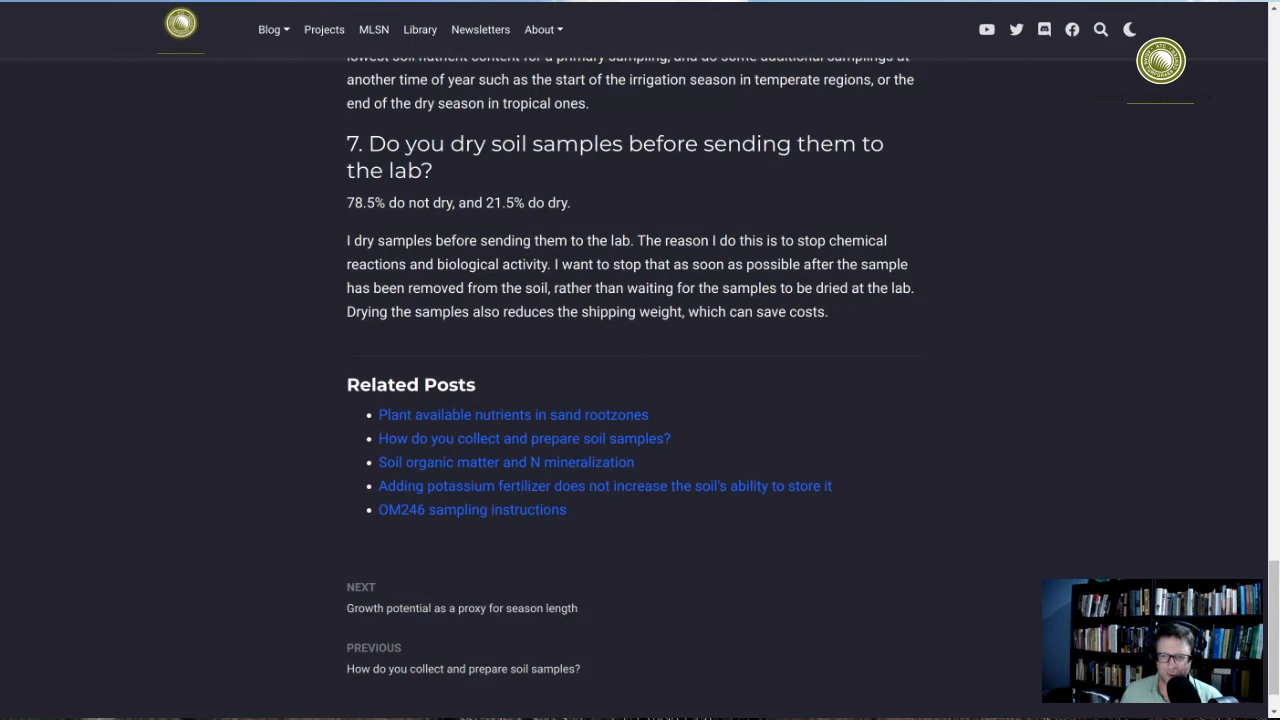 Blog Projects MLSN Library Newsletters About
lowest soil nutrient content for a primary sampling, and do some additional samplings at
another time of year such as the start of the irrigation season in temperate regions, or the
end of the dry season in tropical ones.
7. Do you dry soil samples before sending them to
the lab?
78.5% do not dry, and 21.5% do dry.
I dry samples before sending them to the lab. The reason I do this is to stop chemical
reactions and biological activity. I want to stop that as soon as possible after the sample
has been removed from the soil, rather than waiting for the samples to be dried at the lab.
Drying the samples also reduces the shipping weight, which can save costs.
Related Posts
Plant available nutrients in sand rootzones
How do you collect and prepare soil samples?
Soil organic matter and N mineralization
Adding potassium fertilizer does not increase the soil's ability to store it
OM246 sampling instructions
NEXT
Growth potential as a proxy for season length
PREVIOUS
How do you collect and prepare soil samples?